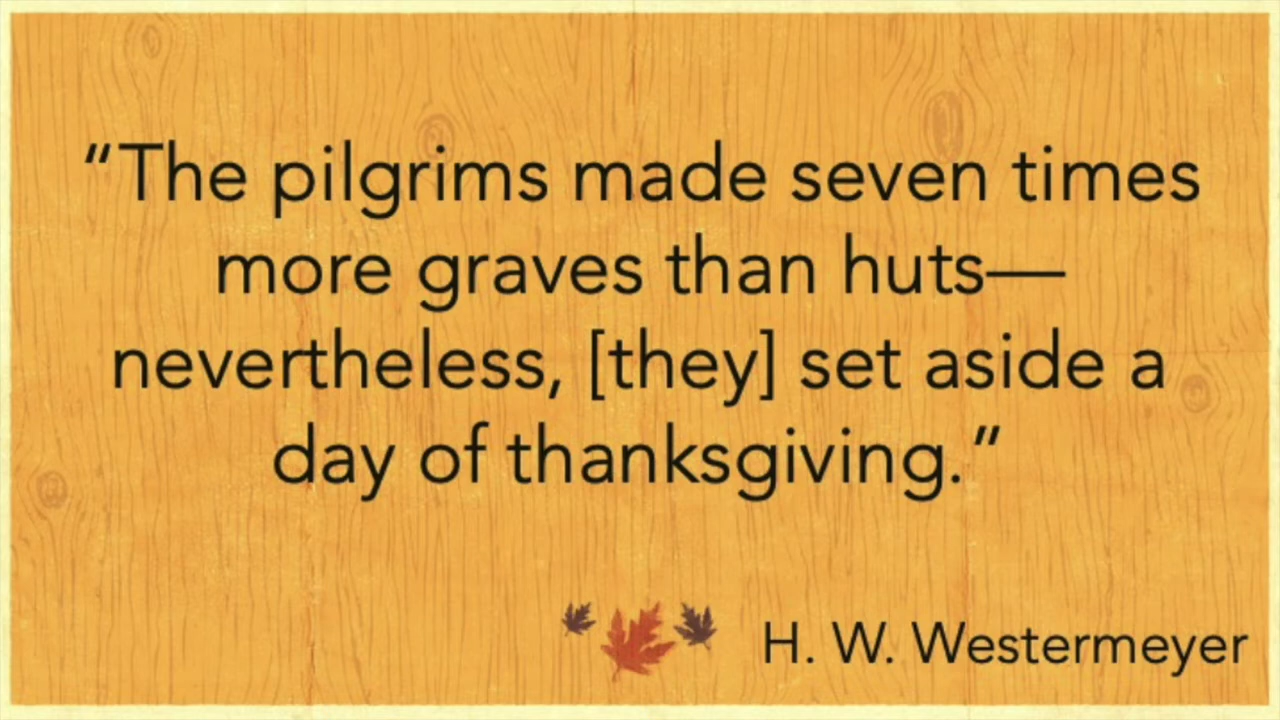 “The pilgrims made seven times
more graves than huts—
nevertheless, [they] set aside a
day of thanksgiving.”
H. W. Westermeyer